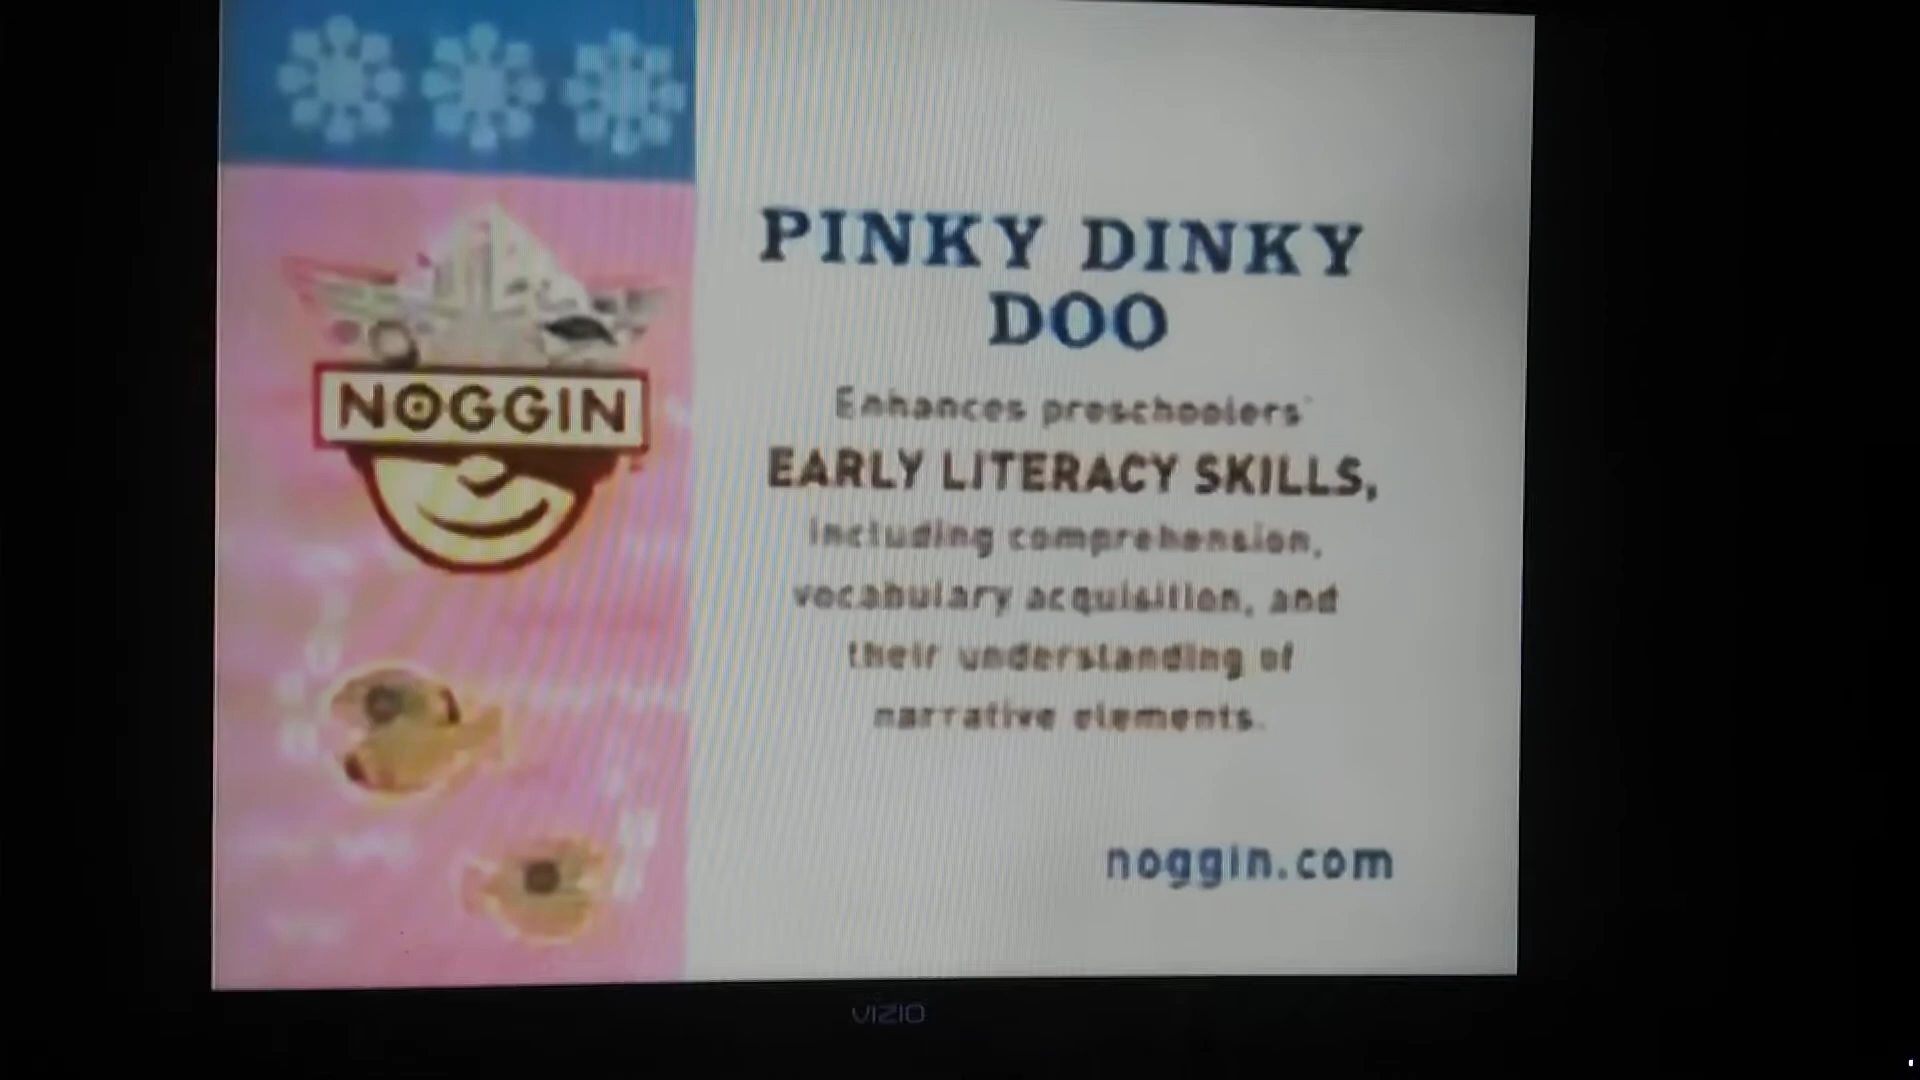 NOGGIN
PINKY DINKY
DOO
Enhances preschoolers'
EARLY LITERACY SKILLS,
including comprehension,
vocabulary acquisition, and
their understanding of
narrative elements.
noggin.com
VIZIO